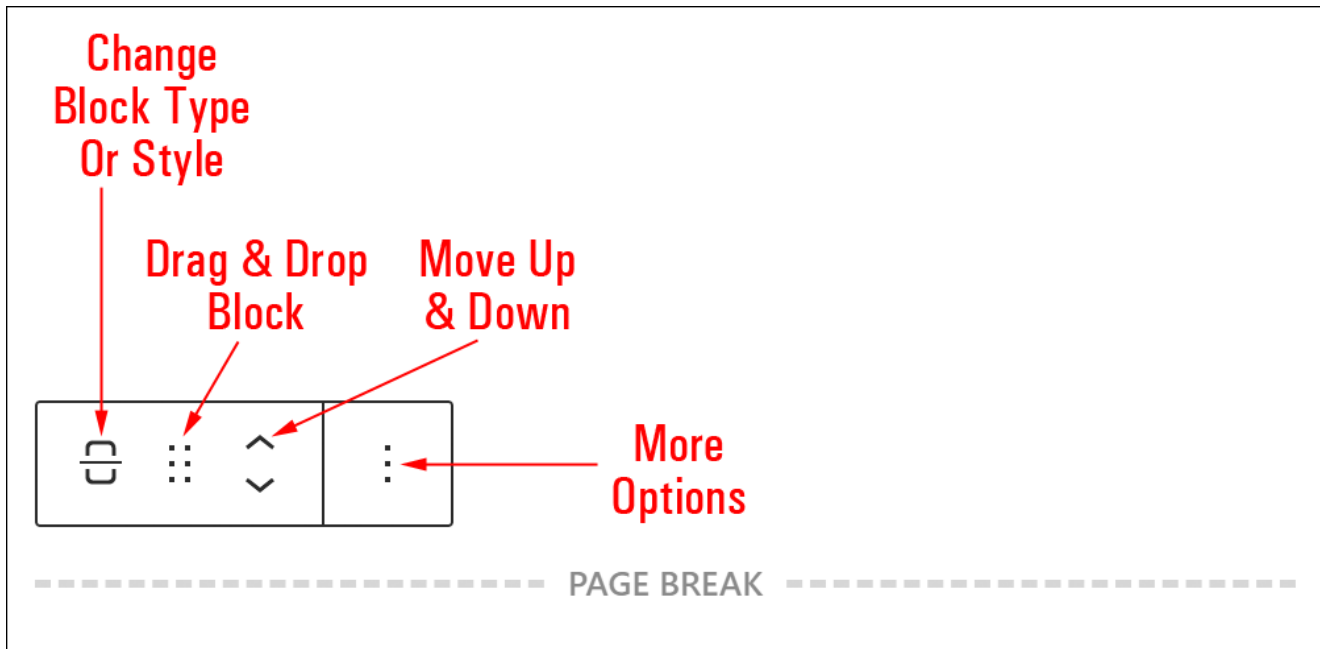 Change
Block Type
Or Style
Drag & Drop
Block
Move Up
& Down
More
Options
PAGE BREAK